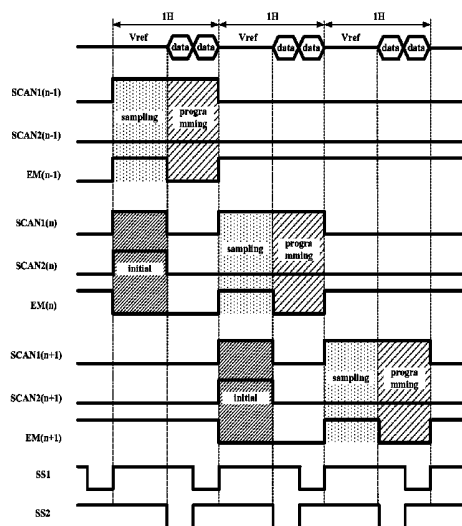 1H 1H 1H
Vref data data Vref data data Vref data data
SCAN1(n-1)
sampling progra
mming
SCAN2(n-1)
EM(n-1)
SCAN1(n)
sampling progra
mming
SCAN2(n)
initial
EM(n)
SCAN1(n+1)
sampling progra
mming
SCAN2(n+1)
initial
EM(n+1)
SS1
SS2